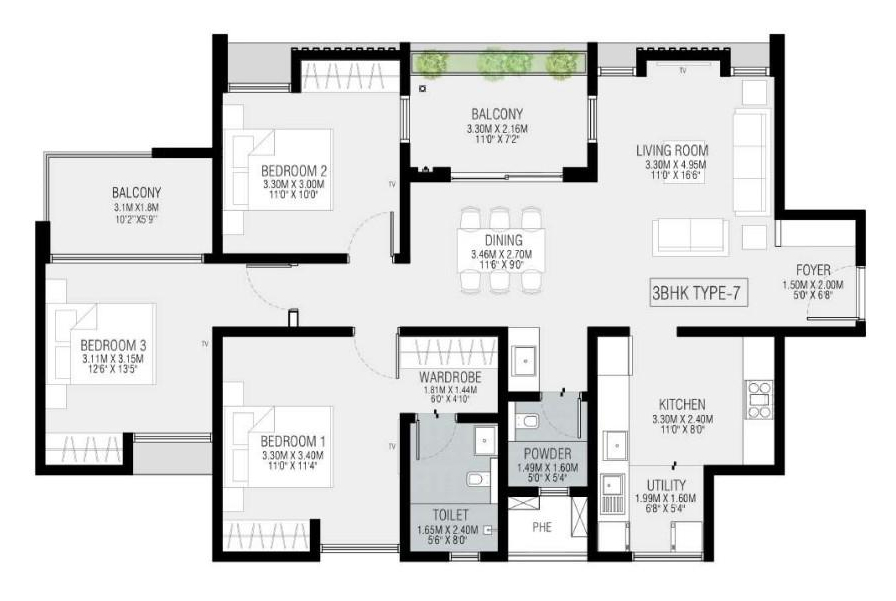 TV
BALCONY
3.30M X 2.16M
11'0" X 7'2"
LIVING ROOM
3.30M X 4.95M
11'0" X 16'6"
BEDROOM 2
3.30M X 3.00M
11'0" X 10'0"
TV
BALCONY
3.1M X1.8M
10'2"X5'9"
DINING
3.46M X 2.70M
11'6" X 9'0"
FOYER
1.50M X 2.00M
5'0" X 6'8"
3BHK TYPE-7
BEDROOM 3
3.11M X 3.15M
12'6" X 13'5"
TV
WARDROBE
1.81M X 1.44M
6'0" X 4'10"
KITCHEN
3.30M X 2.40M
11'0" X 8'0"
BEDROOM 1
3.30M X 3.40M
11'0" X 11'4"
TV
POWDER
1.49M X 1.60M
5'0" X 5'4"
UTILITY
1.99M X 1.60M
6'8" X 5'4"
TOILET
1.65M X 2.40M
5'6" X 8'0"
PHE